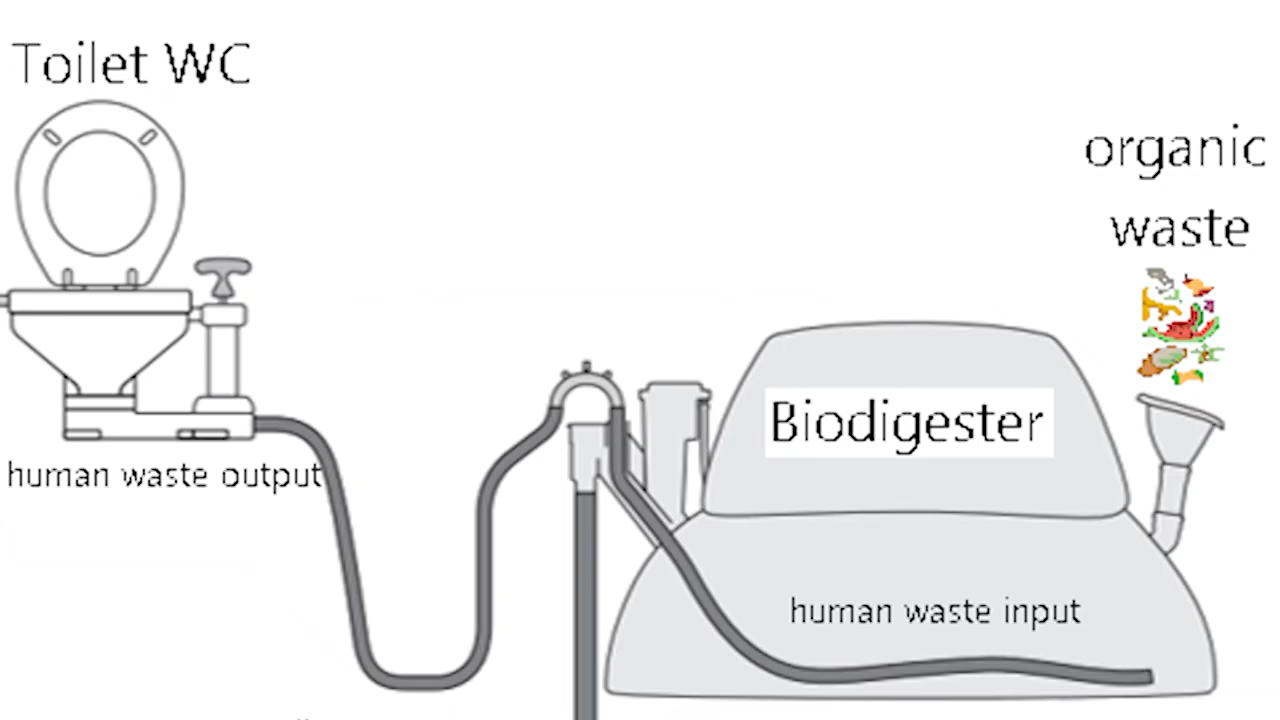 Toilet WC
organic
waste
Biodigester
human waste output
human waste input